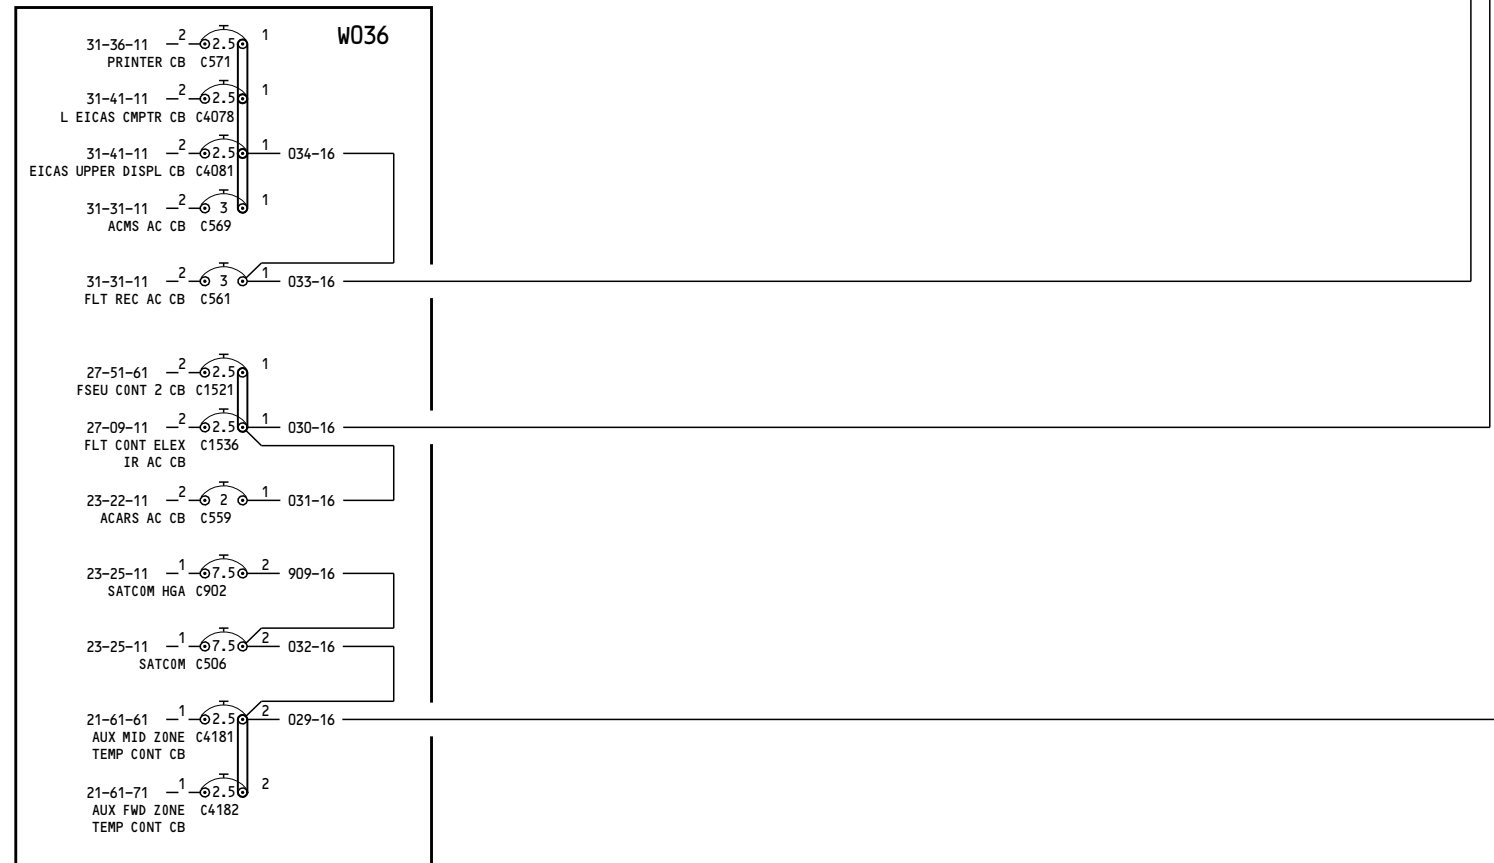 W036
2 1
31-36-11 2.5
PRINTER CB C571
2 1
31-41-11 2.5
L EICAS CMPTR CB C4078
2 1
31-41-11 2.5 034-16
EICAS UPPER DISPL CB C4081
2 1
31-31-11 3
ACMS AC CB C569
2 1
31-31-11 3 033-16
FLT REC AC CB C561
2 1
27-51-61 2.5
FSEU CONT 2 CB C1521
2 1
27-09-11 2.5 030-16
FLT CONT ELEX C1536
IR AC CB
2 1
23-22-11 2 031-16
ACARS AC CB C559
1 2
23-25-11 7.5 909-16
SATCOM HGA C902
1 2
23-25-11 7.5 032-16
SATCOM C506
1 2
21-61-61 2.5 029-16
AUX MID ZONE C4181
TEMP CONT CB
1 2
21-61-71 2.5
AUX FWD ZONE C4182
TEMP CONT CB